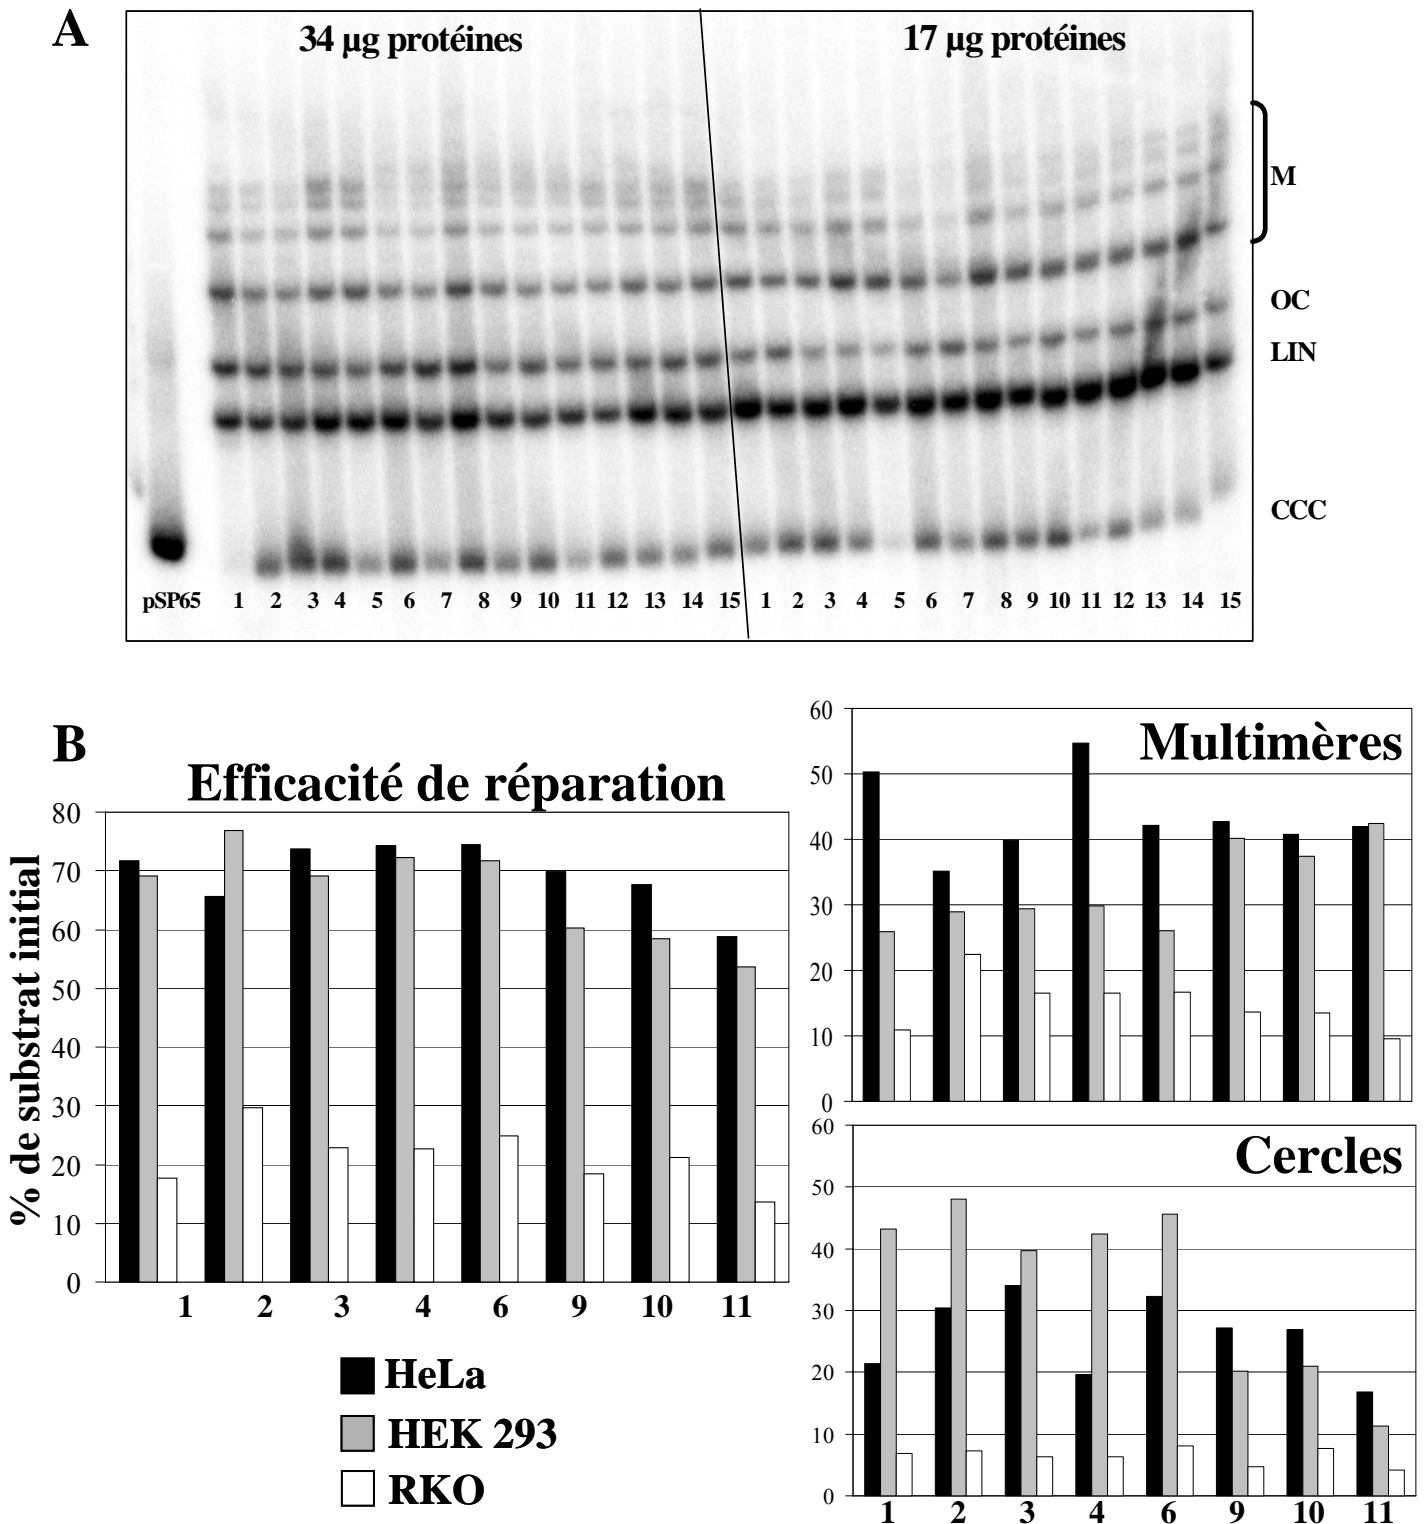 A
34 µg protéines
17 µg protéines
M
OC
LIN
CCC
pSP65 1 2 3 4 5 6 7 8 9 10 11 12 13 14 15 1 2 3 4 5 6 7 8 9 10 11 12 13 14 15
B
Efficacité de réparation
% de substrat initial
80
70
60
50
40
30
20
10
0
1 2 3 4 6 9 10 11
HeLa
HEK 293
RKO
Multimères
60
50
40
30
20
10
0
Cercles
60
50
40
30
20
10
0
1 2 3 4 6 9 10 11